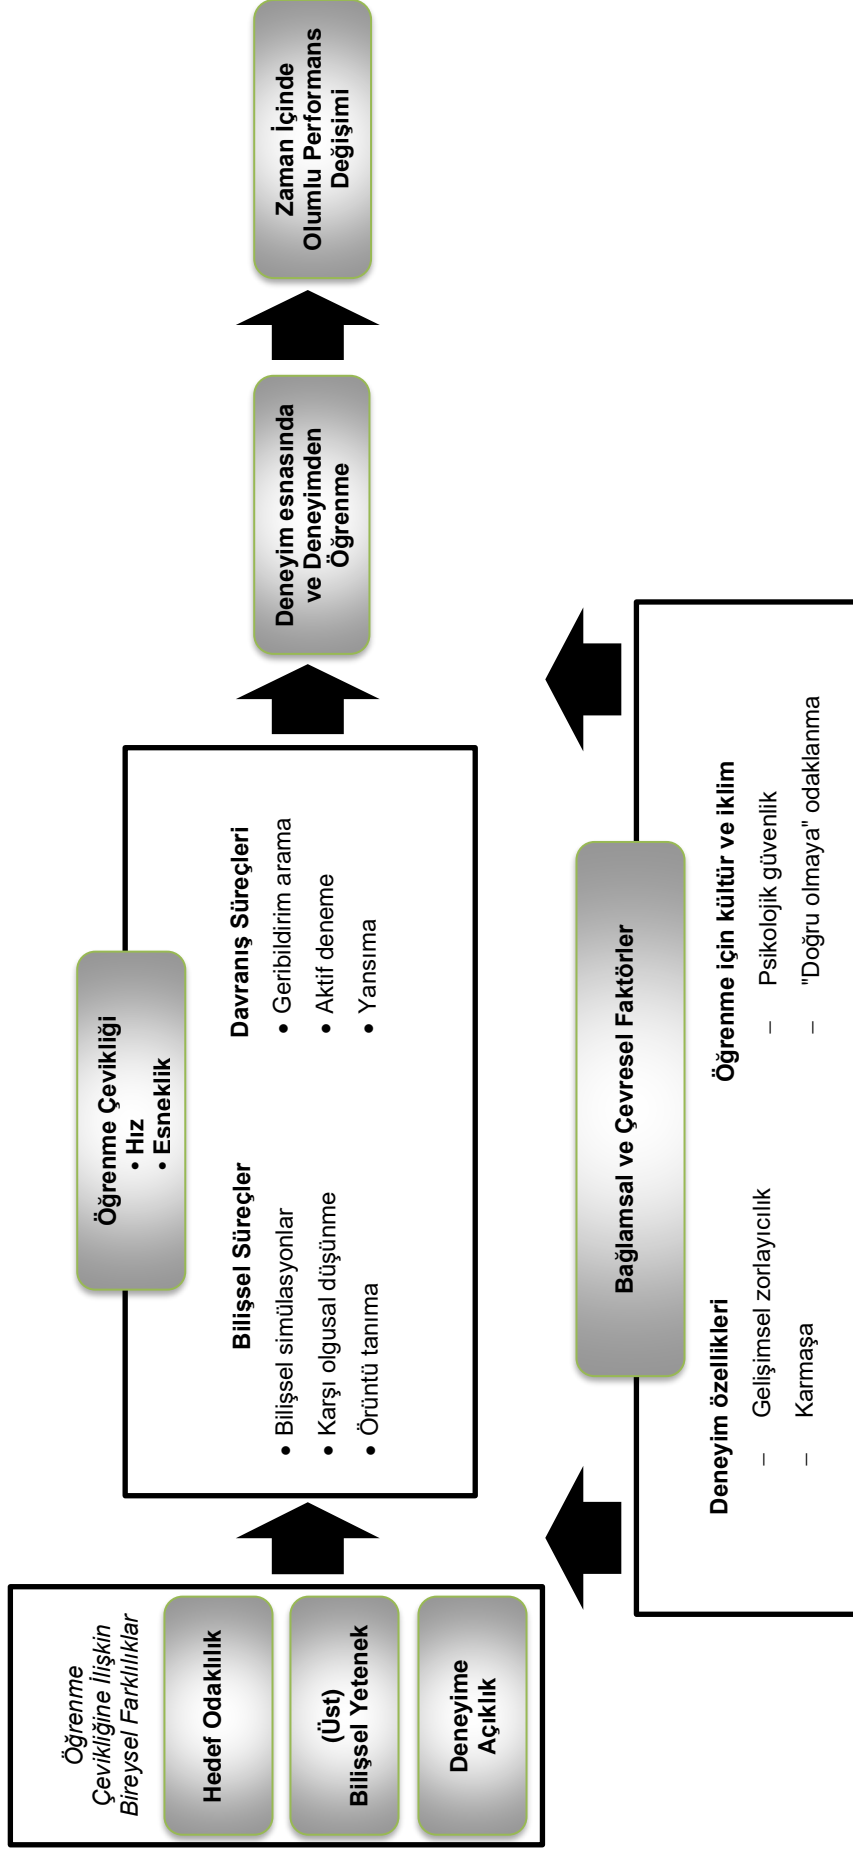 Öğrenme
Çevikliğine İlişkin
Bireysel Farklılıklar
Hedef Odaklılık
(Üst)
Bilişsel Yetenek
Deneyime
Açıklık
Öğrenme Çevikliği
• Hız
• Esneklik
Bilişsel Süreçler
• Bilişsel simülasyonlar
• Karşı olgusal düşünme
• Örüntü tanıma
Davranış Süreçleri
• Geribildirim arama
• Aktif deneme
• Yansıma
Deneyim esnasında
ve Deneyimden
Öğrenme
Zaman İçinde
Olumlu Performans
Değişimi
Bağlamsal ve Çevresel Faktörler
Deneyim özellikleri
– Gelişimsel zorlayıcılık
– Karmaşa
Öğrenme için kültür ve iklim
– Psikolojik güvenlik
– "Doğru olmaya" odaklanma